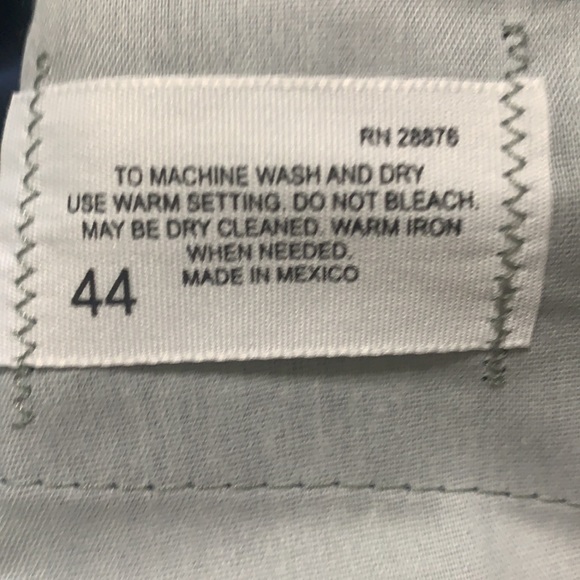 RN 28876
TO MACHINE WASH AND DRY
USE WARM SETTING. DO NOT BLEACH.
MAY BE DRY CLEANED. WARM IRON
WHEN NEEDED.
44 MADE IN MEXICO